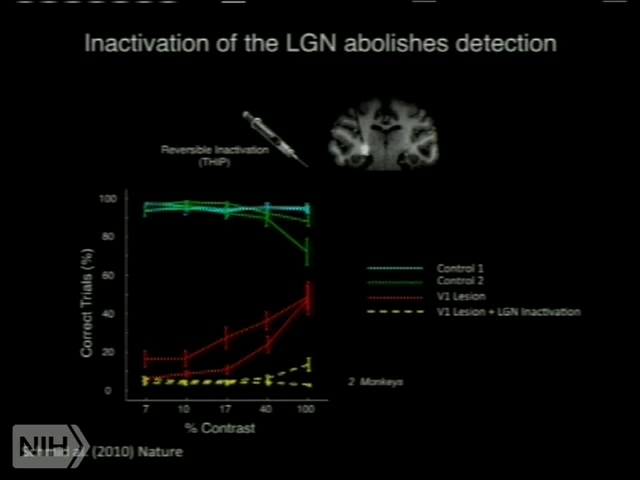 Inactivation of the LGN abolishes detection
Reversible Inactivation
(THIP)
100
80
60
40
20
0
Correct Trials (%)
7 10 17 40 100
% Contrast
Control 1
Control 2
V1 Lesion
V1 Lesion + LGN Inactivation
2 Monkeys
NIH
(2010) Nature